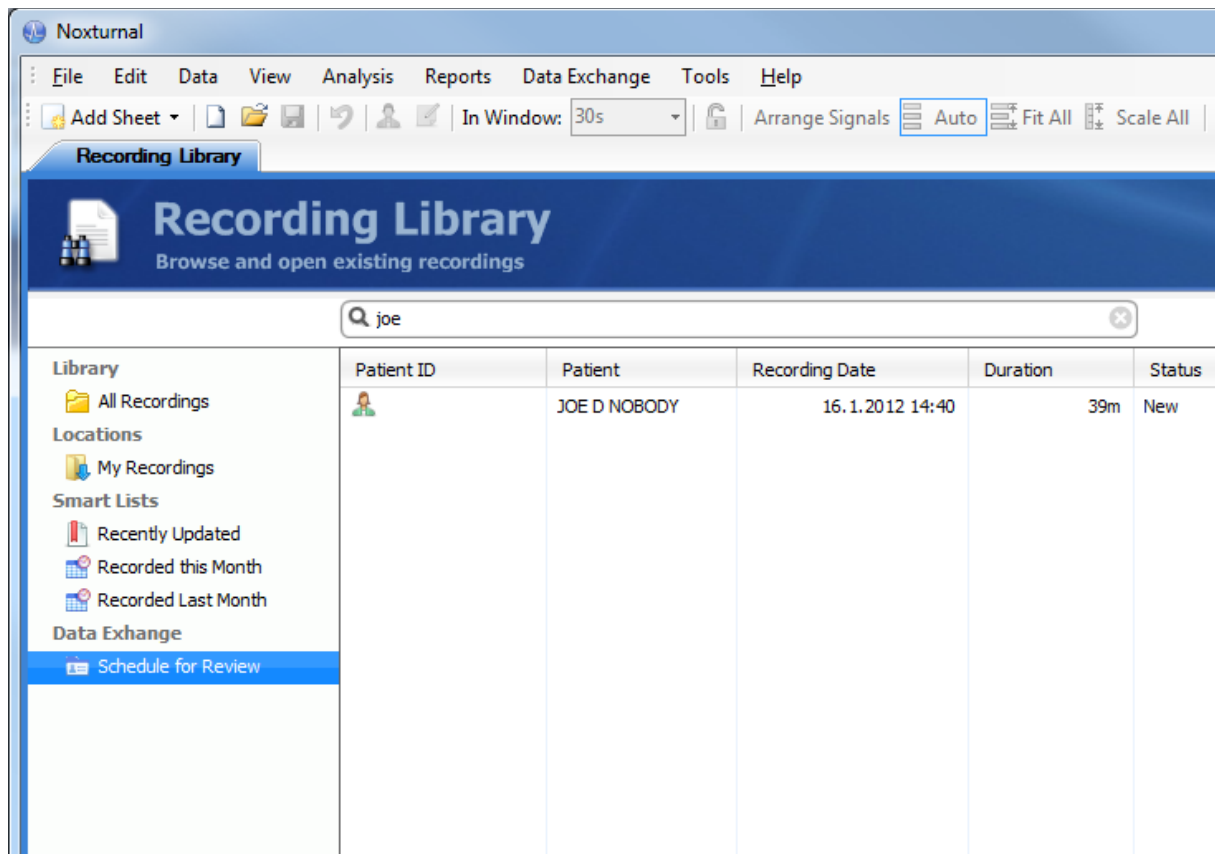 Noxturnal
File Edit Data View Analysis Reports Data Exchange Tools Help
Add Sheet In Window: 30s Arrange Signals Auto Fit All Scale All
Recording Library
Recording Library
Browse and open existing recordings
joe
Library
All Recordings
Locations
My Recordings
Smart Lists
Recently Updated
Recorded this Month
Recorded Last Month
Data Exhange
Schedule for Review
Patient ID Patient Recording Date Duration Status
JOE D NOBODY 16.1.2012 14:40 39m New